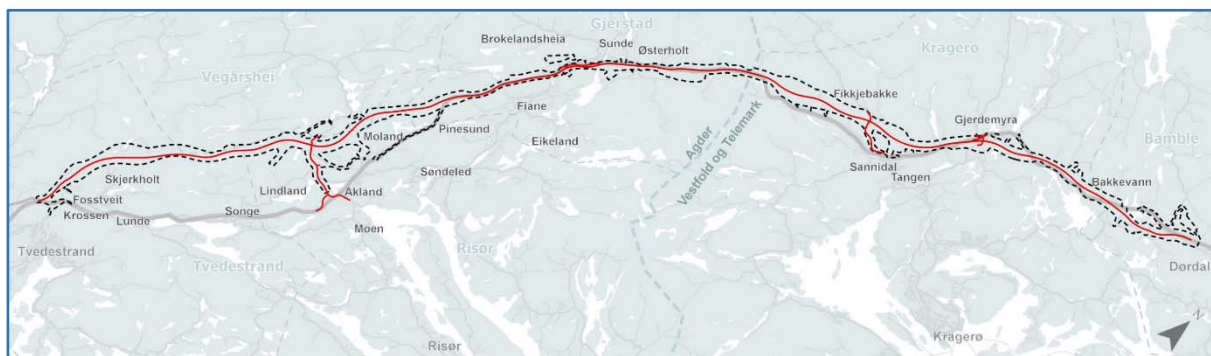 Gjerstad
Kragerø
Brokelandsheia
Sunde
Østerholt
Vegårshei
Fikkjebakke
Fiane
Gjerdemyra
Pinesund
Moland
Eikeland
Bamble
Agder
Vestfold og Telemark
Sannidal
Tangen
Skjerkholt
Søndeled
Bakkevann
Lindland
Akland
Fosstveit
Krossen
Lunde
Songe
Moen
Tvedestrand
Risør
Tvedestrand
Dørdal
Kragerø
Risør
N